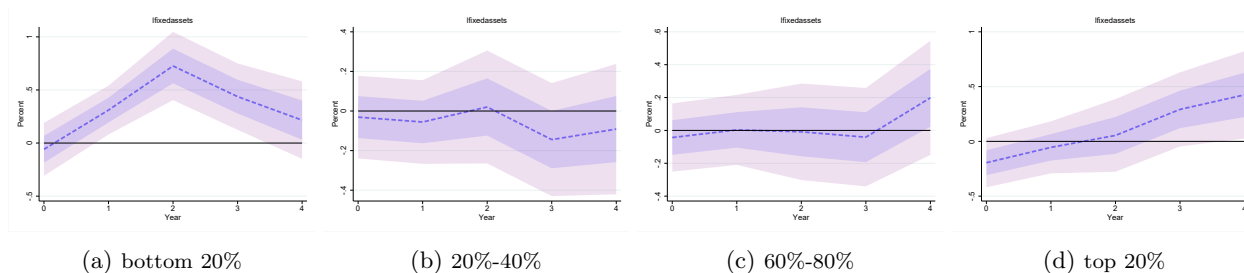 lfixedassets
Percent
1
.5
0
-.5
0 1 2 3 4
Year
(a) bottom 20%
lfixedassets
Percent
.4
.2
0
-.2
-.4
0 1 2 3 4
Year
(b) 20%-40%
lfixedassets
Percent
.6
.4
.2
0
-.2
-.4
0 1 2 3 4
Year
(c) 60%-80%
lfixedassets
Percent
1
.5
0
-.5
0 1 2 3 4
Year
(d) top 20%